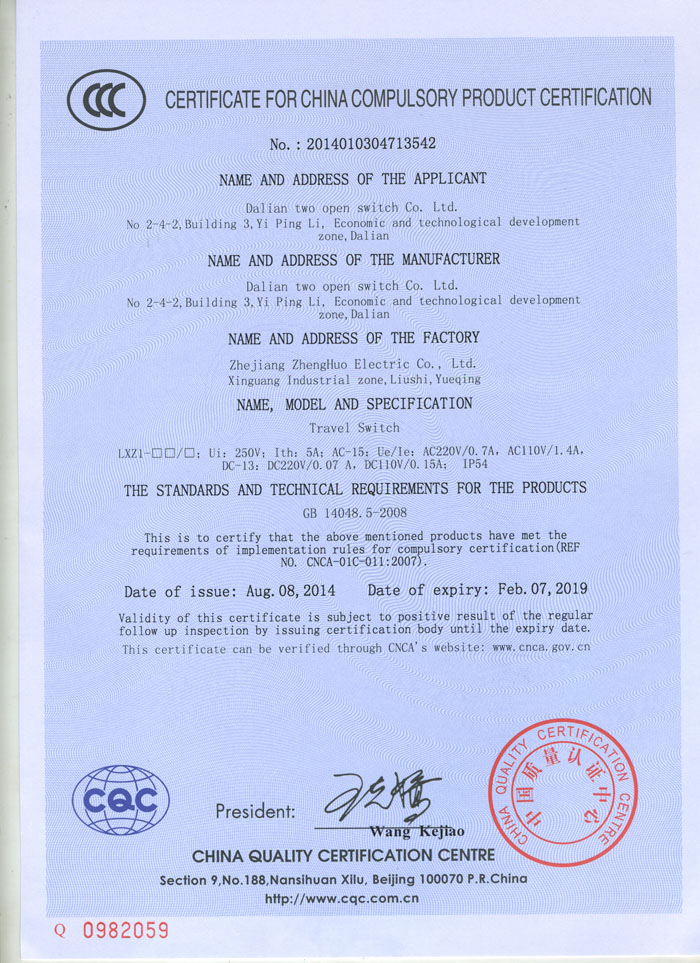 CCC
CERTIFICATE FOR CHINA COMPULSORY PRODUCT CERTIFICATION
No.: 2014010304713542
NAME AND ADDRESS OF THE APPLICANT
Dalian two open switch Co. Ltd.
No 2-4-2, Building 3, Yi Ping Li, Economic and technological development
zone, Dalian
NAME AND ADDRESS OF THE MANUFACTURER
Dalian two open switch Co. Ltd.
No 2-4-2, Building 3, Yi Ping Li, Economic and technological development
zone, Dalian
NAME AND ADDRESS OF THE FACTORY
Zhejiang ZhengHuo Electric Co., Ltd.
Xinguang Industrial zone, Liushi, Yueqing
NAME, MODEL AND SPECIFICATION
Travel Switch
LXZ1-□□/□; Ui: 250V; Ith: 5A; AC-15: Ue/Ie: AC220V/0.7A, AC110V/1.4A,
DC-13: DC220V/0.07 A, DC110V/0.15A; IP54
THE STANDARDS AND TECHNICAL REQUIREMENTS FOR THE PRODUCTS
GB 14048.5-2008
This is to certify that the above mentioned products have met the
requirements of implementation rules for compulsory certification(REF
NO. CNCA-01C-011:2007).
Date of issue: Aug.08,2014 Date of expiry: Feb.07,2019
Validity of this certificate is subject to positive result of the regular
follow up inspection by issuing certification body until the expiry date.
This certificate can be verified through CNCA's website: www.cnca.gov.cn
CHINA QUALITY CERTIFICATION CENTRE
中国质量认证中心
CQC
President:
Wang Kejiao
CHINA QUALITY CERTIFICATION CENTRE
Section 9, No.188, Nansihuan Xilu, Beijing 100070 P.R.China
http://www.cqc.com.cn
Q 0982059